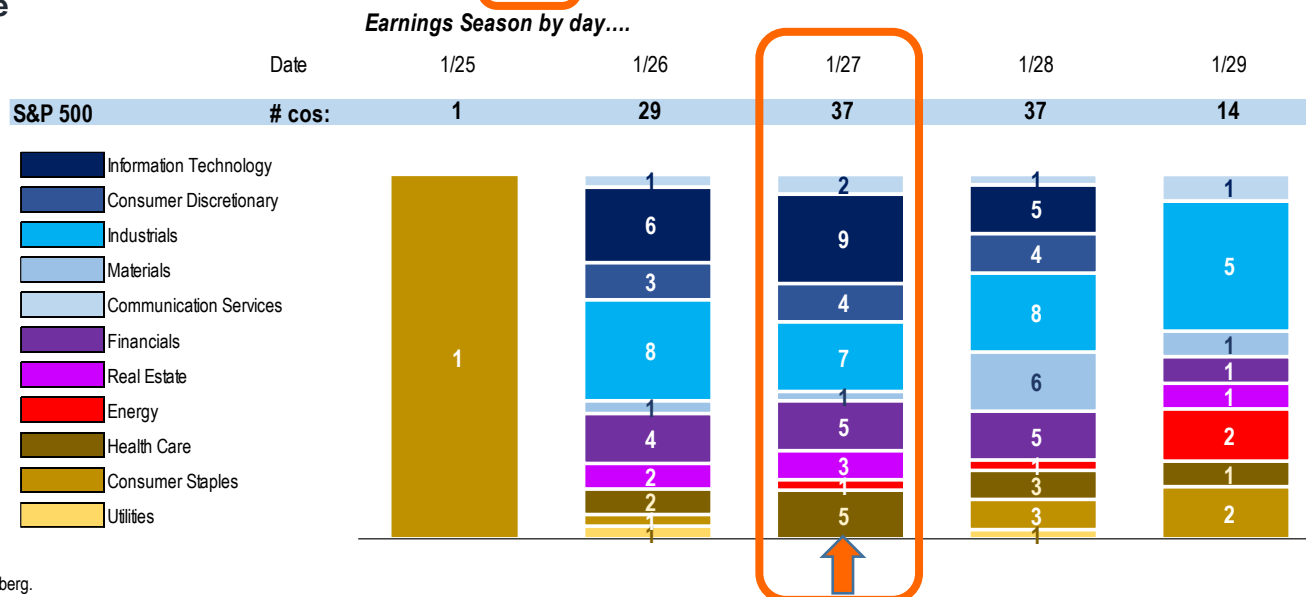 e
Earnings Season by day....
Date 1/25 1/26 1/27 1/28 1/29
S&P 500 # cos: 1 29 37 37 14
Information Technology
Consumer Discretionary
Industrials
Materials
Communication Services
Financials
Real Estate
Energy
Health Care
Consumer Staples
Utilities
1
1
6
3
8
1
4
2
2
1
1
2
9
4
7
1
5
3
1
5
1
5
4
8
6
5
1
3
3
1
1
5
1
1
1
2
1
2
berg.